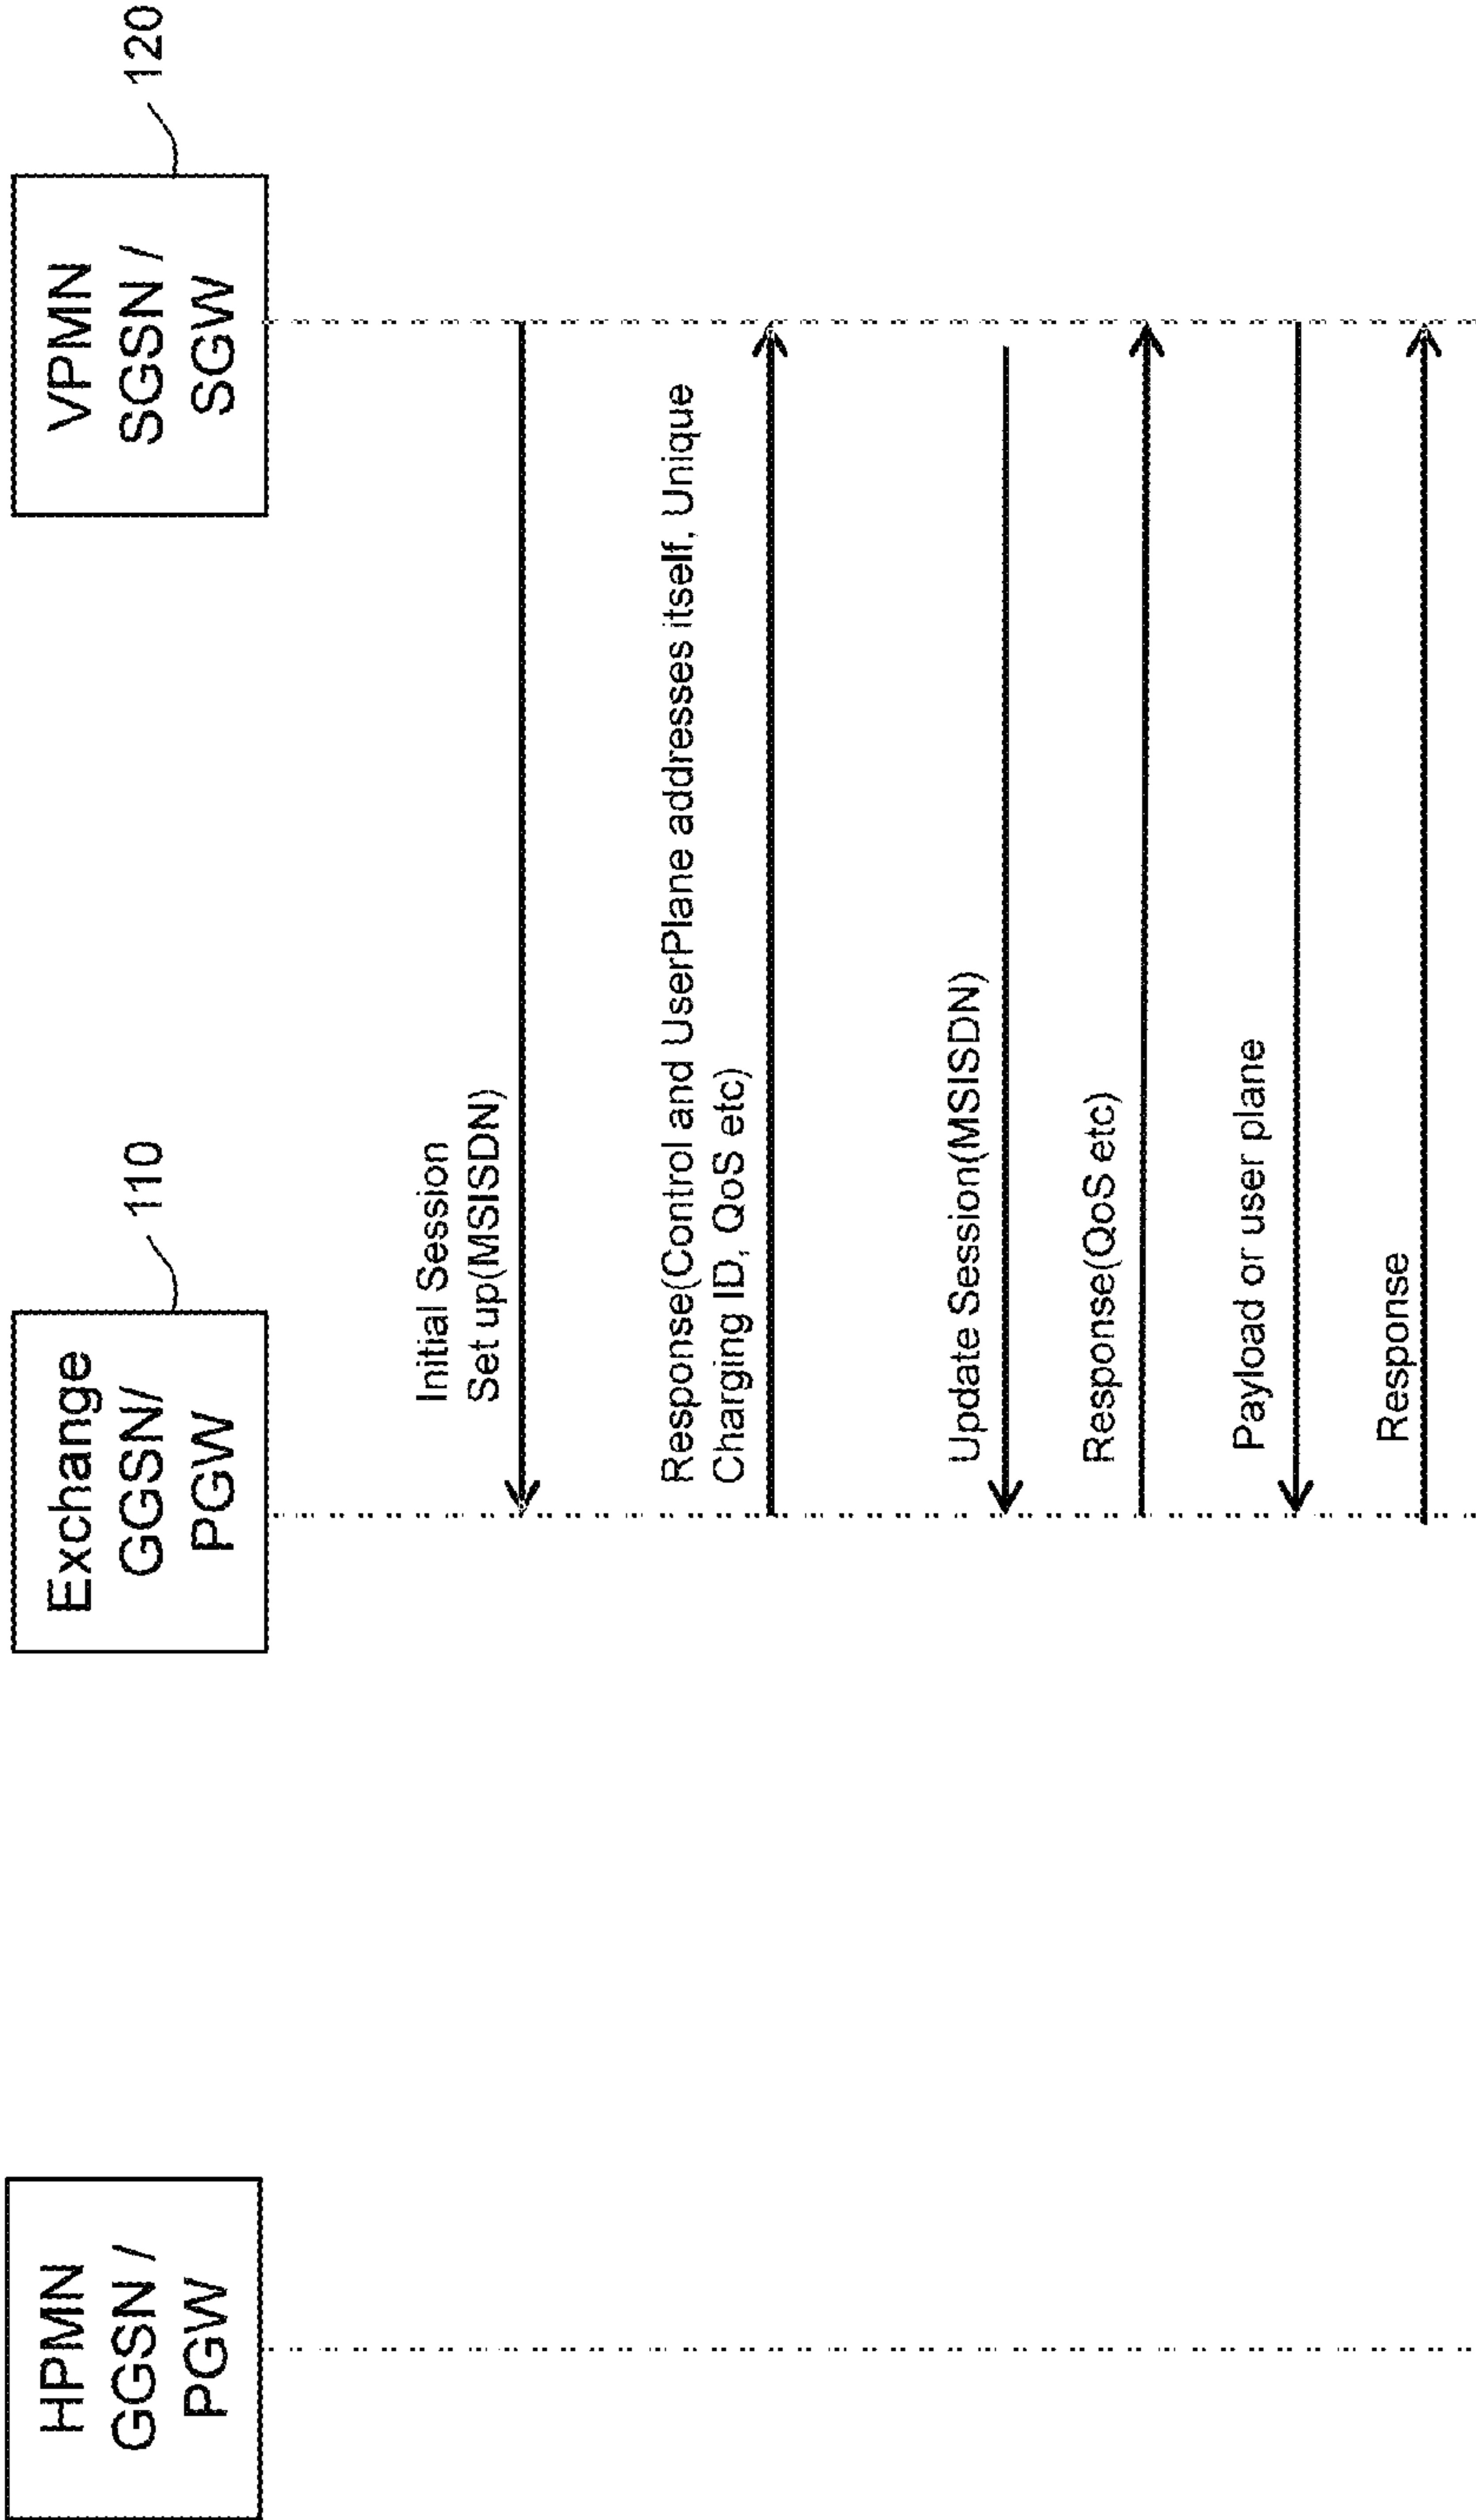 HPMN
GGSN /
PGW
Exchange
GGSN/
PGW
110
VPMN
SGSN /
SGW
120
Initial Session
Set up(MSISDN)
Response(Control and UserPlane addresses itself, Unique
Charging ID, QoS etc)
Update Session(MSISDN)
Response(QoS etc)
Payload or user plane
Response